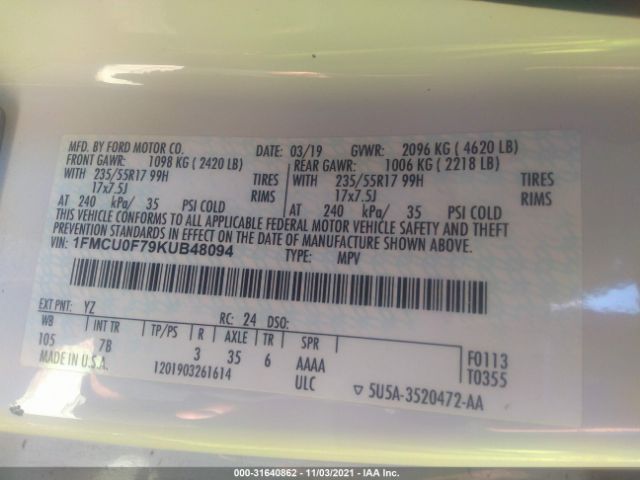 MFD. BY FORD MOTOR CO. DATE: 03/19 GVWR: 2096 KG ( 4620 LB)
FRONT GAWR: 1098 KG ( 2420 LB) REAR GAWR: 1006 KG ( 2218 LB)
WITH 235/55R17 99H TIRES WITH 235/55R17 99H TIRES
17x7.5J RIMS 17x7.5J RIMS
AT 240 kPa/ 35 PSI COLD AT 240 kPa/ 35 PSI COLD
THIS VEHICLE CONFORMS TO ALL APPLICABLE FEDERAL MOTOR VEHICLE SAFETY AND THEFT
PREVENTION STANDARDS IN EFFECT ON THE DATE OF MANUFACTURE SHOWN ABOVE.
VIN: 1FMCU0F79KUB48094 TYPE: MPV
EXT PNT: YZ RC: 24 DSO:
WB INT TR TP/PS R AXLE TR SPR
105 7B 3 35 6 AAAA F0113
MADE IN U.S.A. 1201903261614 ULC T0355
▽ 5U5A-3520472-AA
000-31640862 - 11/03/2021 - IAA Inc.